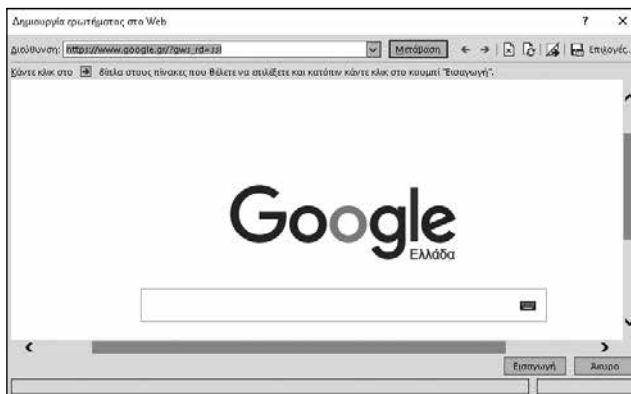 Δημιουργία ερωτήματος στο Web ? X
Διεύθυνση: https://www.google.gr/?gws_rd=ssl Μετάβαση Επιλογές...
Κάντε κλικ στο δίπλα στους πίνακες που θέλετε να επιλέξετε και κατόπιν κάντε κλικ στο κουμπί "Εισαγωγή".
Google
Ελλάδα
Εισαγωγή Άκυρο